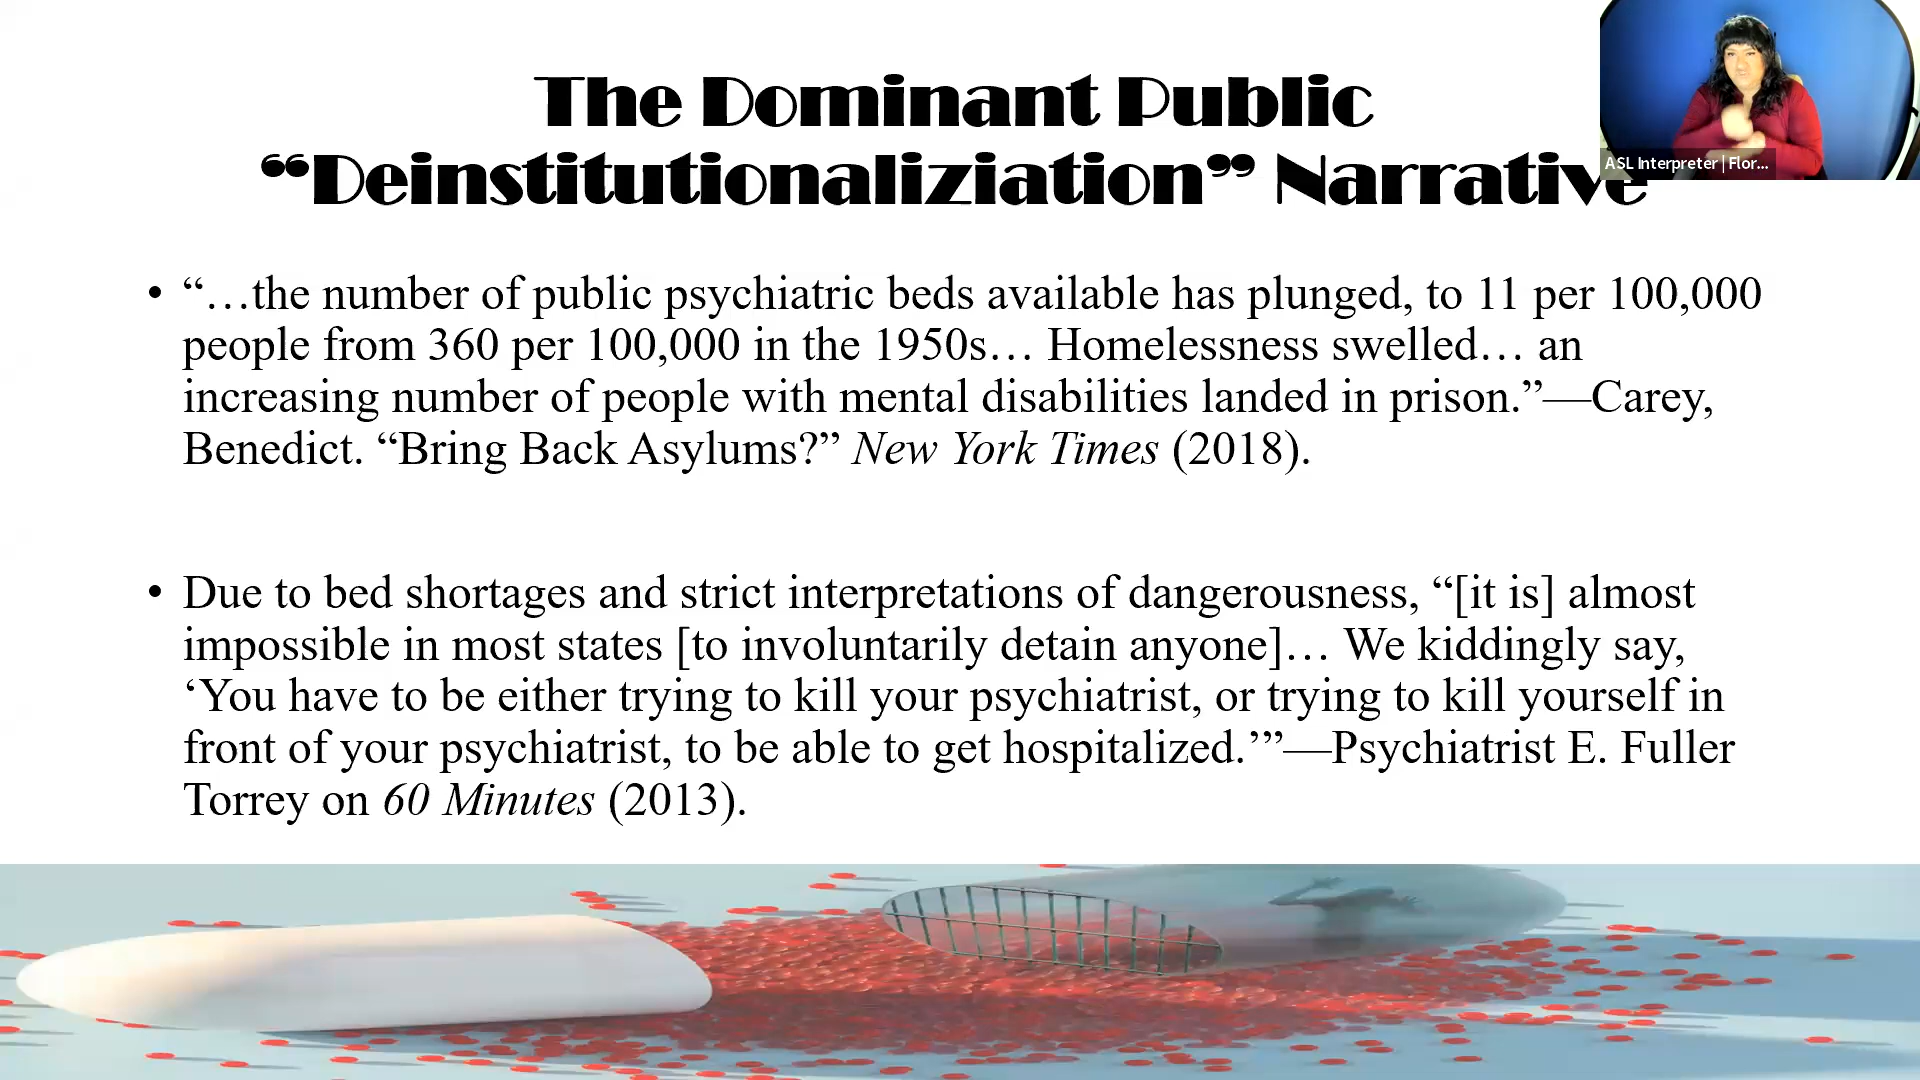 The Dominant Public
“Deinstitutionaliziation” Narrative
ASL Interpreter | Flor...
• “…the number of public psychiatric beds available has plunged, to 11 per 100,000
people from 360 per 100,000 in the 1950s… Homelessness swelled… an
increasing number of people with mental disabilities landed in prison.”—Carey,
Benedict. “Bring Back Asylums?” New York Times (2018).
• Due to bed shortages and strict interpretations of dangerousness, “[it is] almost
impossible in most states [to involuntarily detain anyone]… We kiddingly say,
‘You have to be either trying to kill your psychiatrist, or trying to kill yourself in
front of your psychiatrist, to be able to get hospitalized.’”—Psychiatrist E. Fuller
Torrey on 60 Minutes (2013).